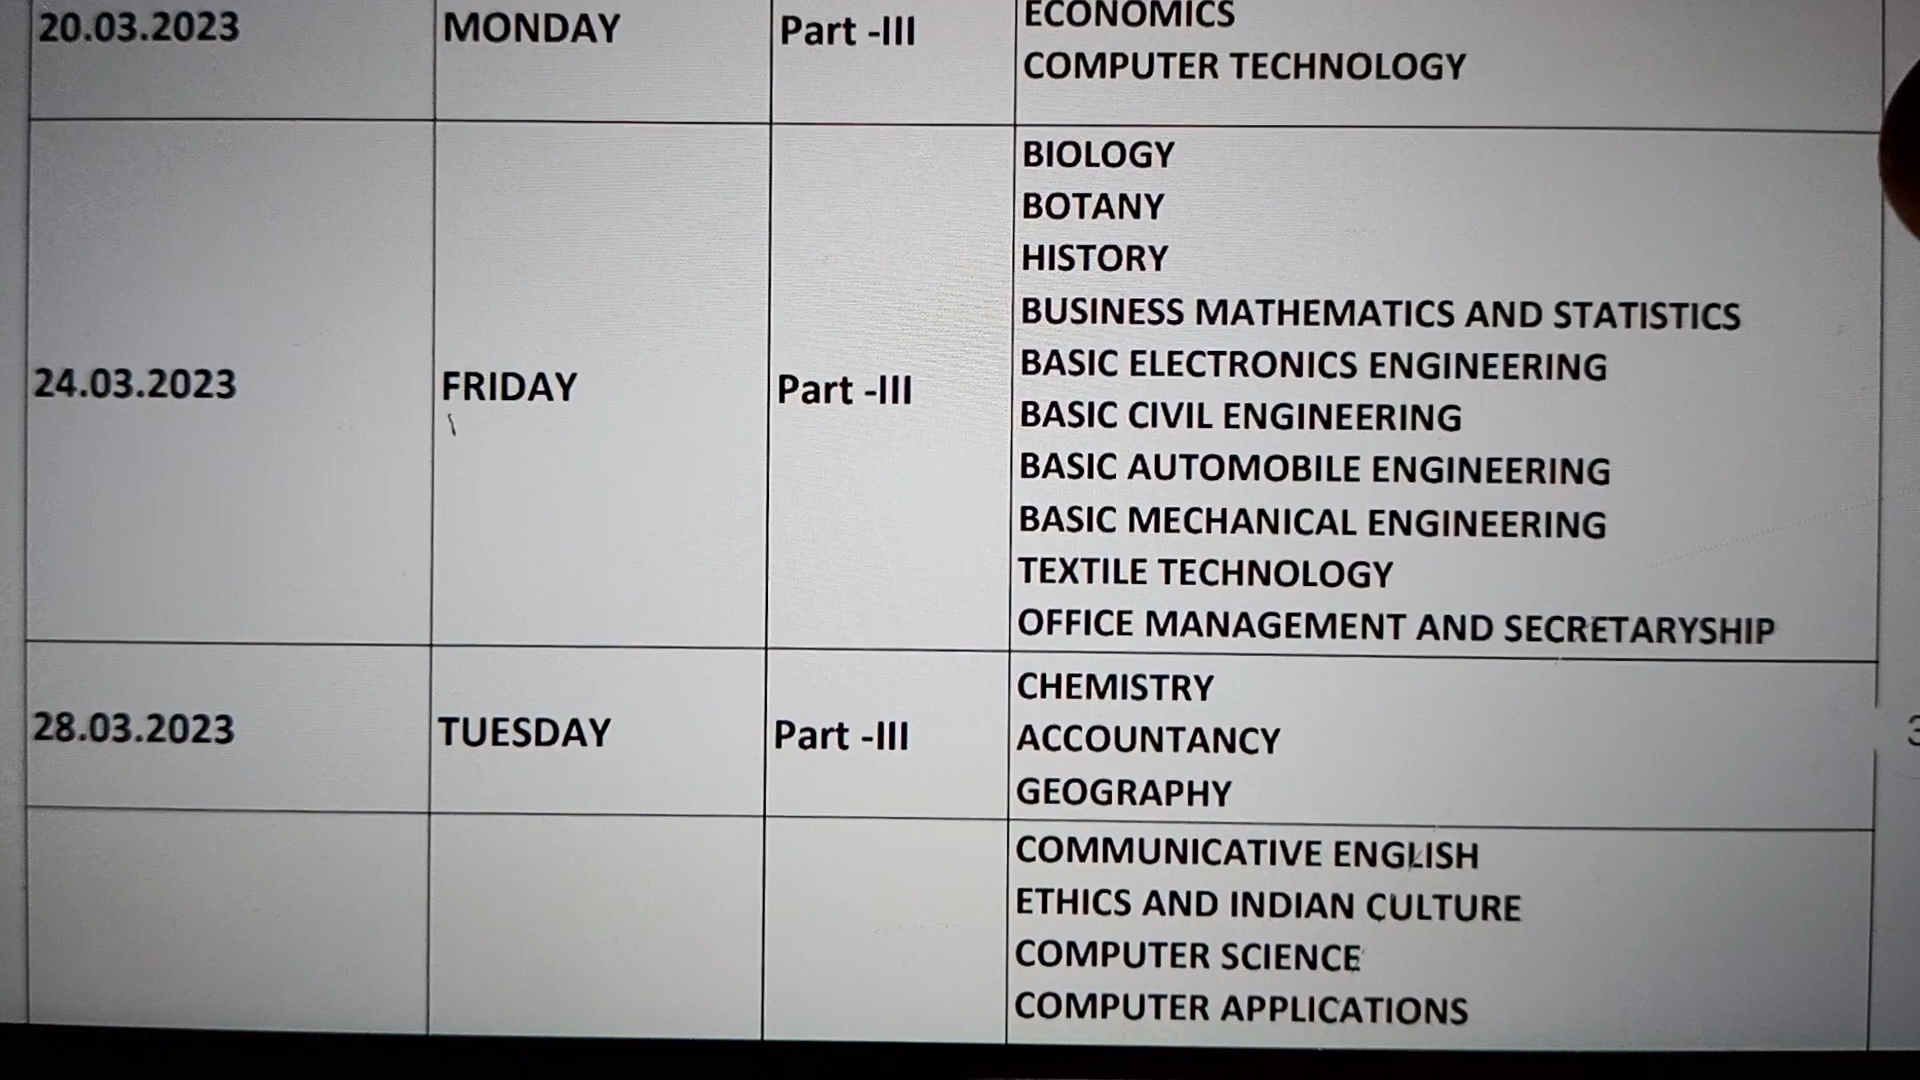 20.03.2023 MONDAY Part -III ECONOMICS
COMPUTER TECHNOLOGY
BIOLOGY
BOTANY
HISTORY
BUSINESS MATHEMATICS AND STATISTICS
BASIC ELECTRONICS ENGINEERING
24.03.2023 FRIDAY Part -III
BASIC CIVIL ENGINEERING
BASIC AUTOMOBILE ENGINEERING
BASIC MECHANICAL ENGINEERING
TEXTILE TECHNOLOGY
OFFICE MANAGEMENT AND SECRETARYSHIP
CHEMISTRY
28.03.2023 TUESDAY Part -III ACCOUNTANCY
GEOGRAPHY
COMMUNICATIVE ENGLISH
ETHICS AND INDIAN CULTURE
COMPUTER SCIENCE
COMPUTER APPLICATIONS